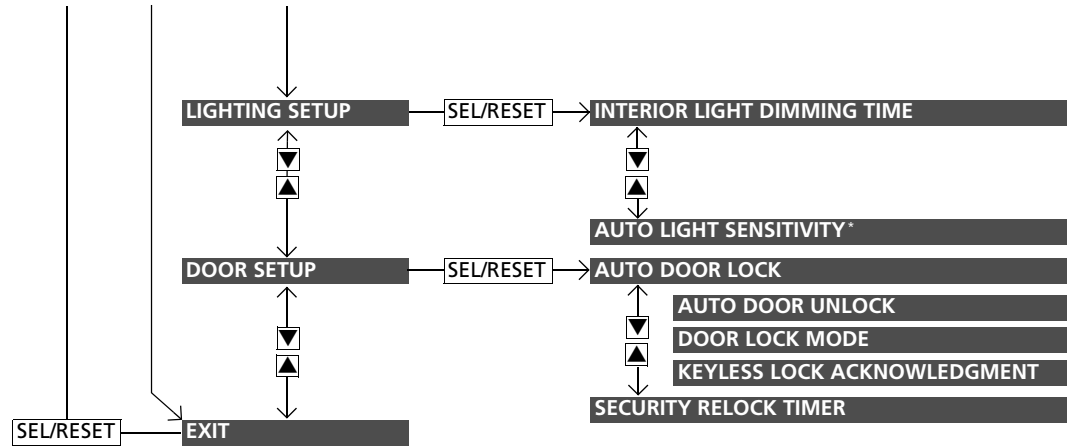 LIGHTING SETUP SEL/RESET INTERIOR LIGHT DIMMING TIME
▼
▲
▼
▲
AUTO LIGHT SENSITIVITY*
DOOR SETUP SEL/RESET AUTO DOOR LOCK
AUTO DOOR UNLOCK
▼
▲
▼
▲
DOOR LOCK MODE
KEYLESS LOCK ACKNOWLEDGMENT
SECURITY RELOCK TIMER
SEL/RESET EXIT